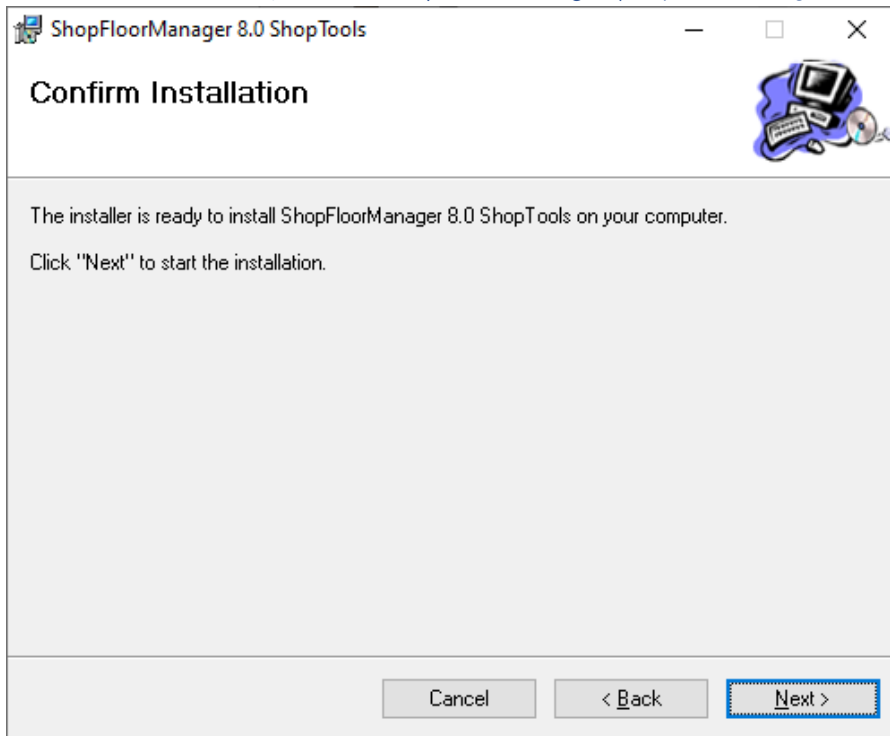 ShopFloorManager 8.0 ShopTools
Confirm Installation
The installer is ready to install ShopFloorManager 8.0 ShopTools on your computer.
Click "Next" to start the installation.
Cancel
< Back
Next >